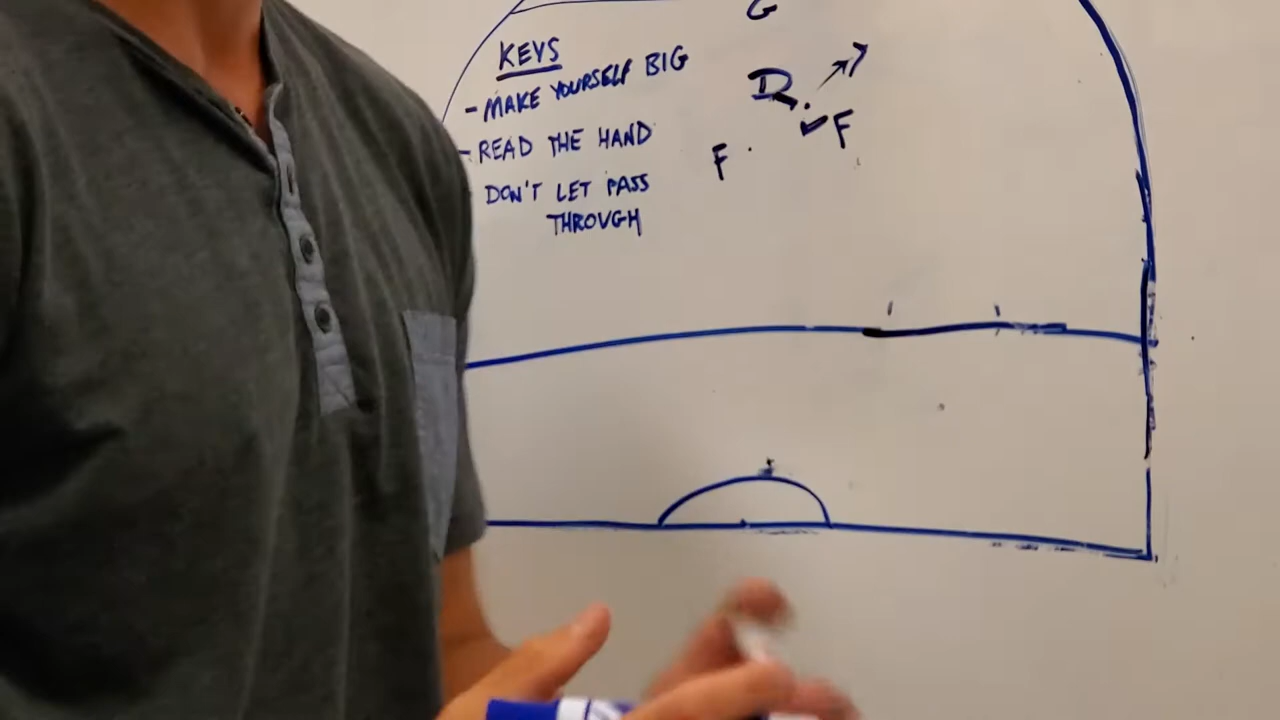 G
KEYS
- MAKE YOURSELF BIG
- READ THE HAND
DON'T LET PASS
THROUGH
D
F
F